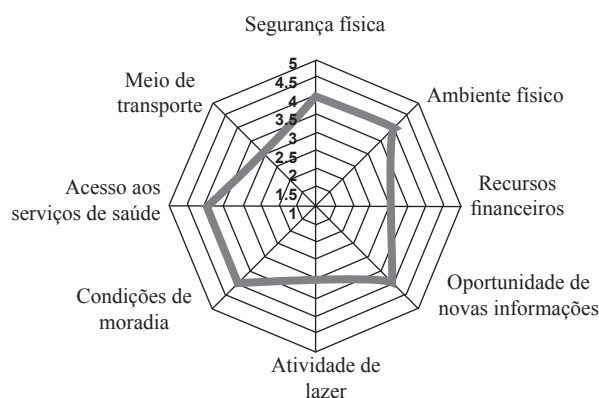 Segurança física
Meio de
transporte
Ambiente físico
5
4.5
4
3.5
3
2.5
2
1.5
1
Acesso aos
serviços de saúde
Recursos
financeiros
Condições de
moradia
Oportunidade de
novas informações
Atividade de
lazer